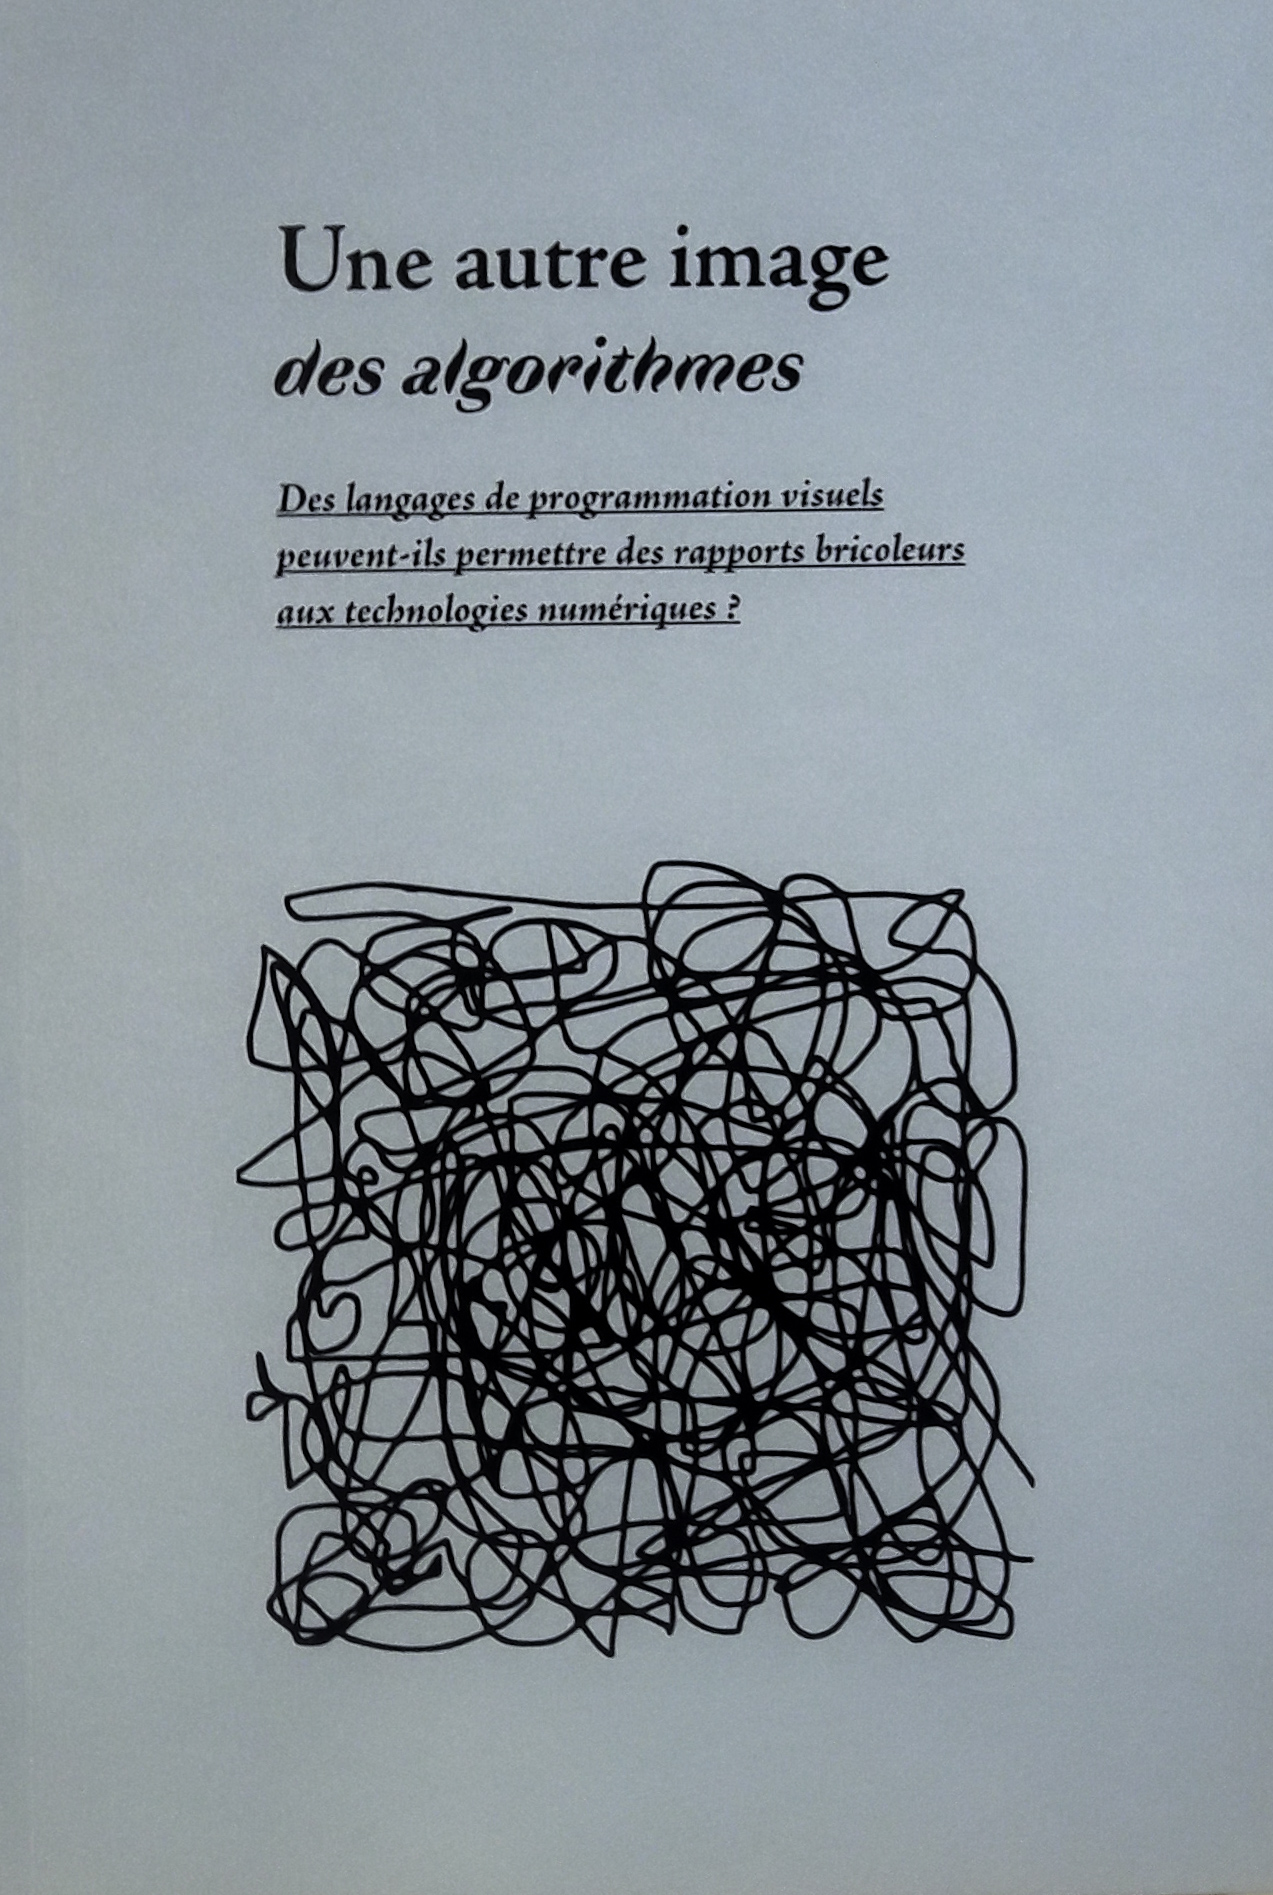 Une autre image
des algorithmes
Des langages de programmation visuels
peuvent-ils permettre des rapports bricoleurs
aux technologies numériques ?